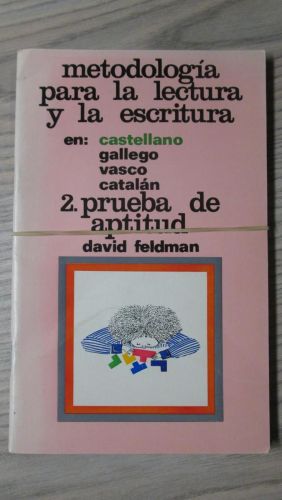 metodología
para la lectura
y la escritura
en: castellano
gallego
vasco
catalán
2. prueba de
aptitud
david feldman